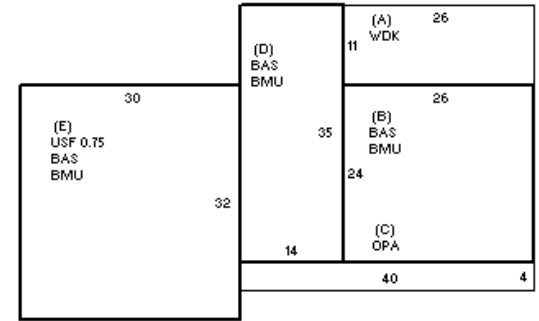 (A)
WDK
26
11
(D)
BAS
BMU
30
26
(E)
USF 0.75
BAS
BMU
(B)
BAS
BMU
35
24
32
(C)
OPA
14
40
4